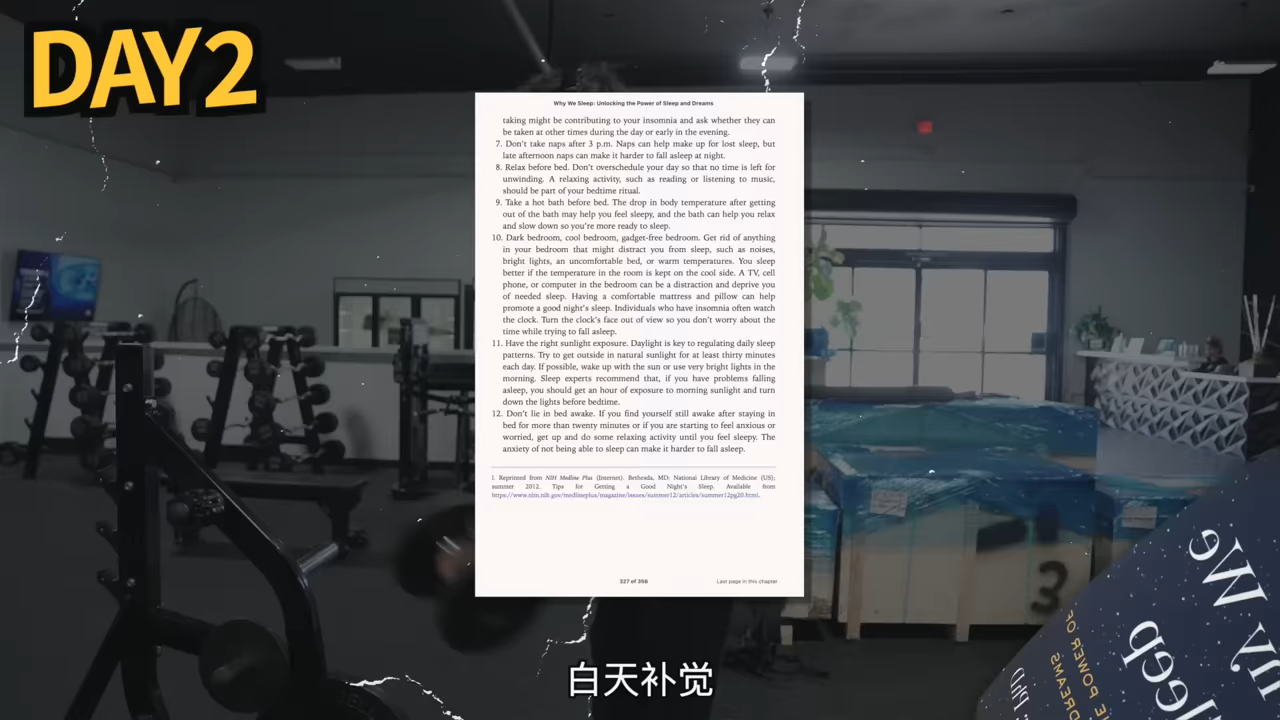 DAY2
Why We Sleep: Unlocking the Power of Sleep and Dreams
taking might be contributing to your insomnia and ask whether they can
be taken at other times during the day or early in the evening.
7. Don't take naps after 3 p.m. Naps can help make up for lost sleep, but
late afternoon naps can make it harder to fall asleep at night.
8. Relax before bed. Don't overschedule your day so that no time is left for
unwinding. A relaxing activity, such as reading or listening to music,
should be part of your bedtime ritual.
9. Take a hot bath before bed. The drop in body temperature after getting
out of the bath may help you feel sleepy, and the bath can help you relax
and slow down so you're more ready to sleep.
10. Dark bedroom, cool bedroom, gadget-free bedroom. Get rid of anything
in your bedroom that might distract you from sleep, such as noises,
bright lights, an uncomfortable bed, or warm temperatures. You sleep
better if the temperature in the room is kept on the cool side. A TV, cell
phone, or computer in the bedroom can be a distraction and deprive you
of needed sleep. Having a comfortable mattress and pillow can help
promote a good night's sleep. Individuals who have insomnia often watch
the clock. Turn the clock's face out of view so you don't worry about the
time while trying to fall asleep.
11. Have the right sunlight exposure. Daylight is key to regulating daily sleep
patterns. Try to get outside in natural sunlight for at least thirty minutes
each day. If possible, wake up with the sun or use very bright lights in the
morning. Sleep experts recommend that, if you have problems falling
asleep, you should get an hour of exposure to morning sunlight and turn
down the lights before bedtime.
12. Don't lie in bed awake. If you find yourself still awake after staying in
bed for more than twenty minutes or if you are starting to feel anxious or
worried, get up and do some relaxing activity until you feel sleepy. The
anxiety of not being able to sleep can make it harder to fall asleep.
1. Reprinted from NIH Medline Plus (Internet). Bethesda, MD: National Library of Medicine (US);
summer 2012. Tips for Getting a Good Night's Sleep. Available from
https://www.nlm.nih.gov/medlineplus/magazine/issues/summer12/articles/summer12pg20.html.
327 of 356
Last page in this chapter
3
We
POWER OF
DREAMS
PhD
白天补觉